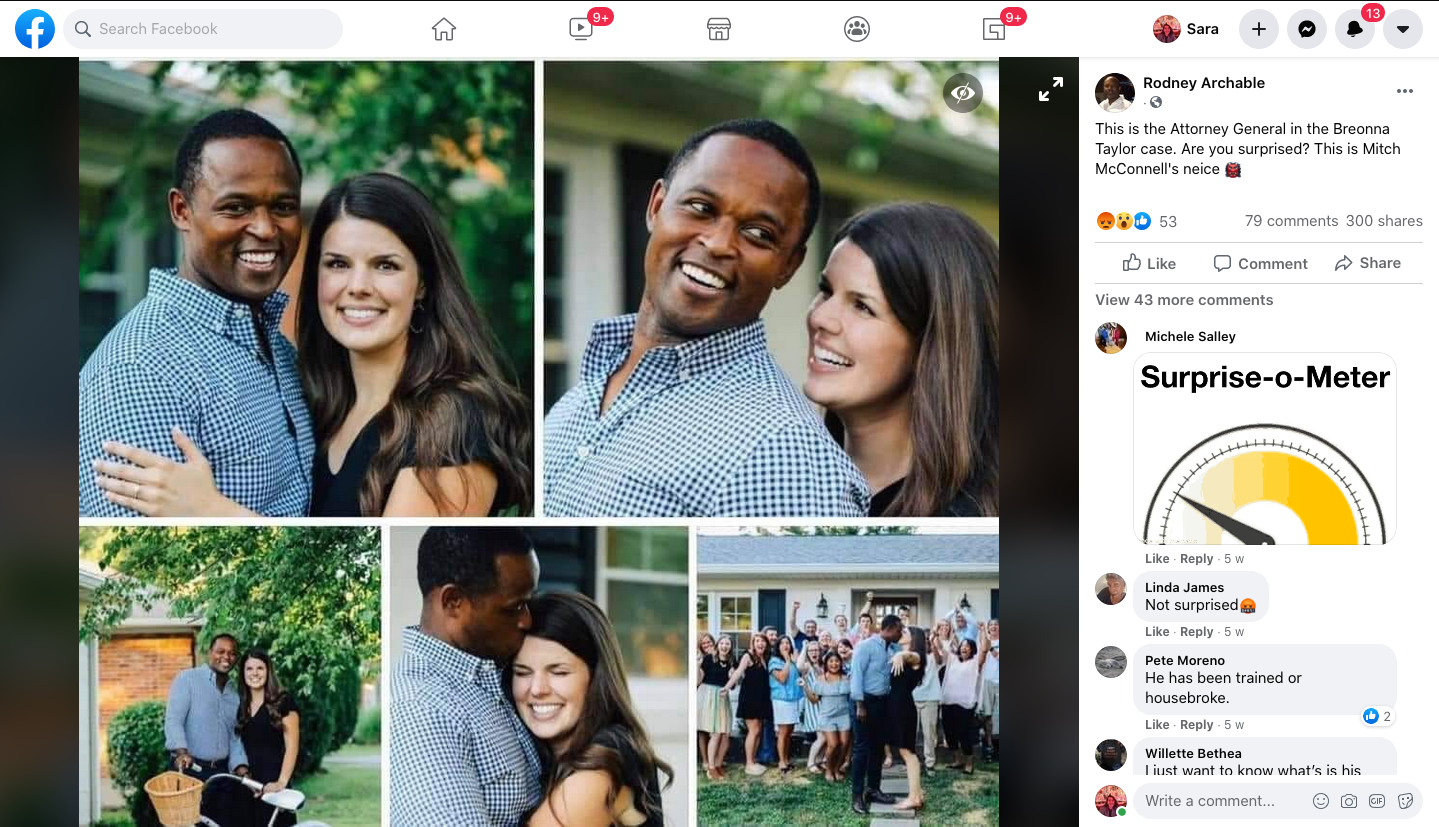 Search Facebook
9+
9+
Sara
13
Rodney Archable
This is the Attorney General in the Breonna
Taylor case. Are you surprised? This is Mitch
McConnell's neice 👹
53
79 comments 300 shares
Like
Comment
Share
View 43 more comments
Michele Salley
Surprise-o-Meter
Like · Reply · 5 w
Linda James
Not surprised🤬
Like · Reply · 5 w
Pete Moreno
He has been trained or
housebroke.
2
Like · Reply · 5 w
Willette Bethea
I just want to know what's is his
Write a comment...
GIF